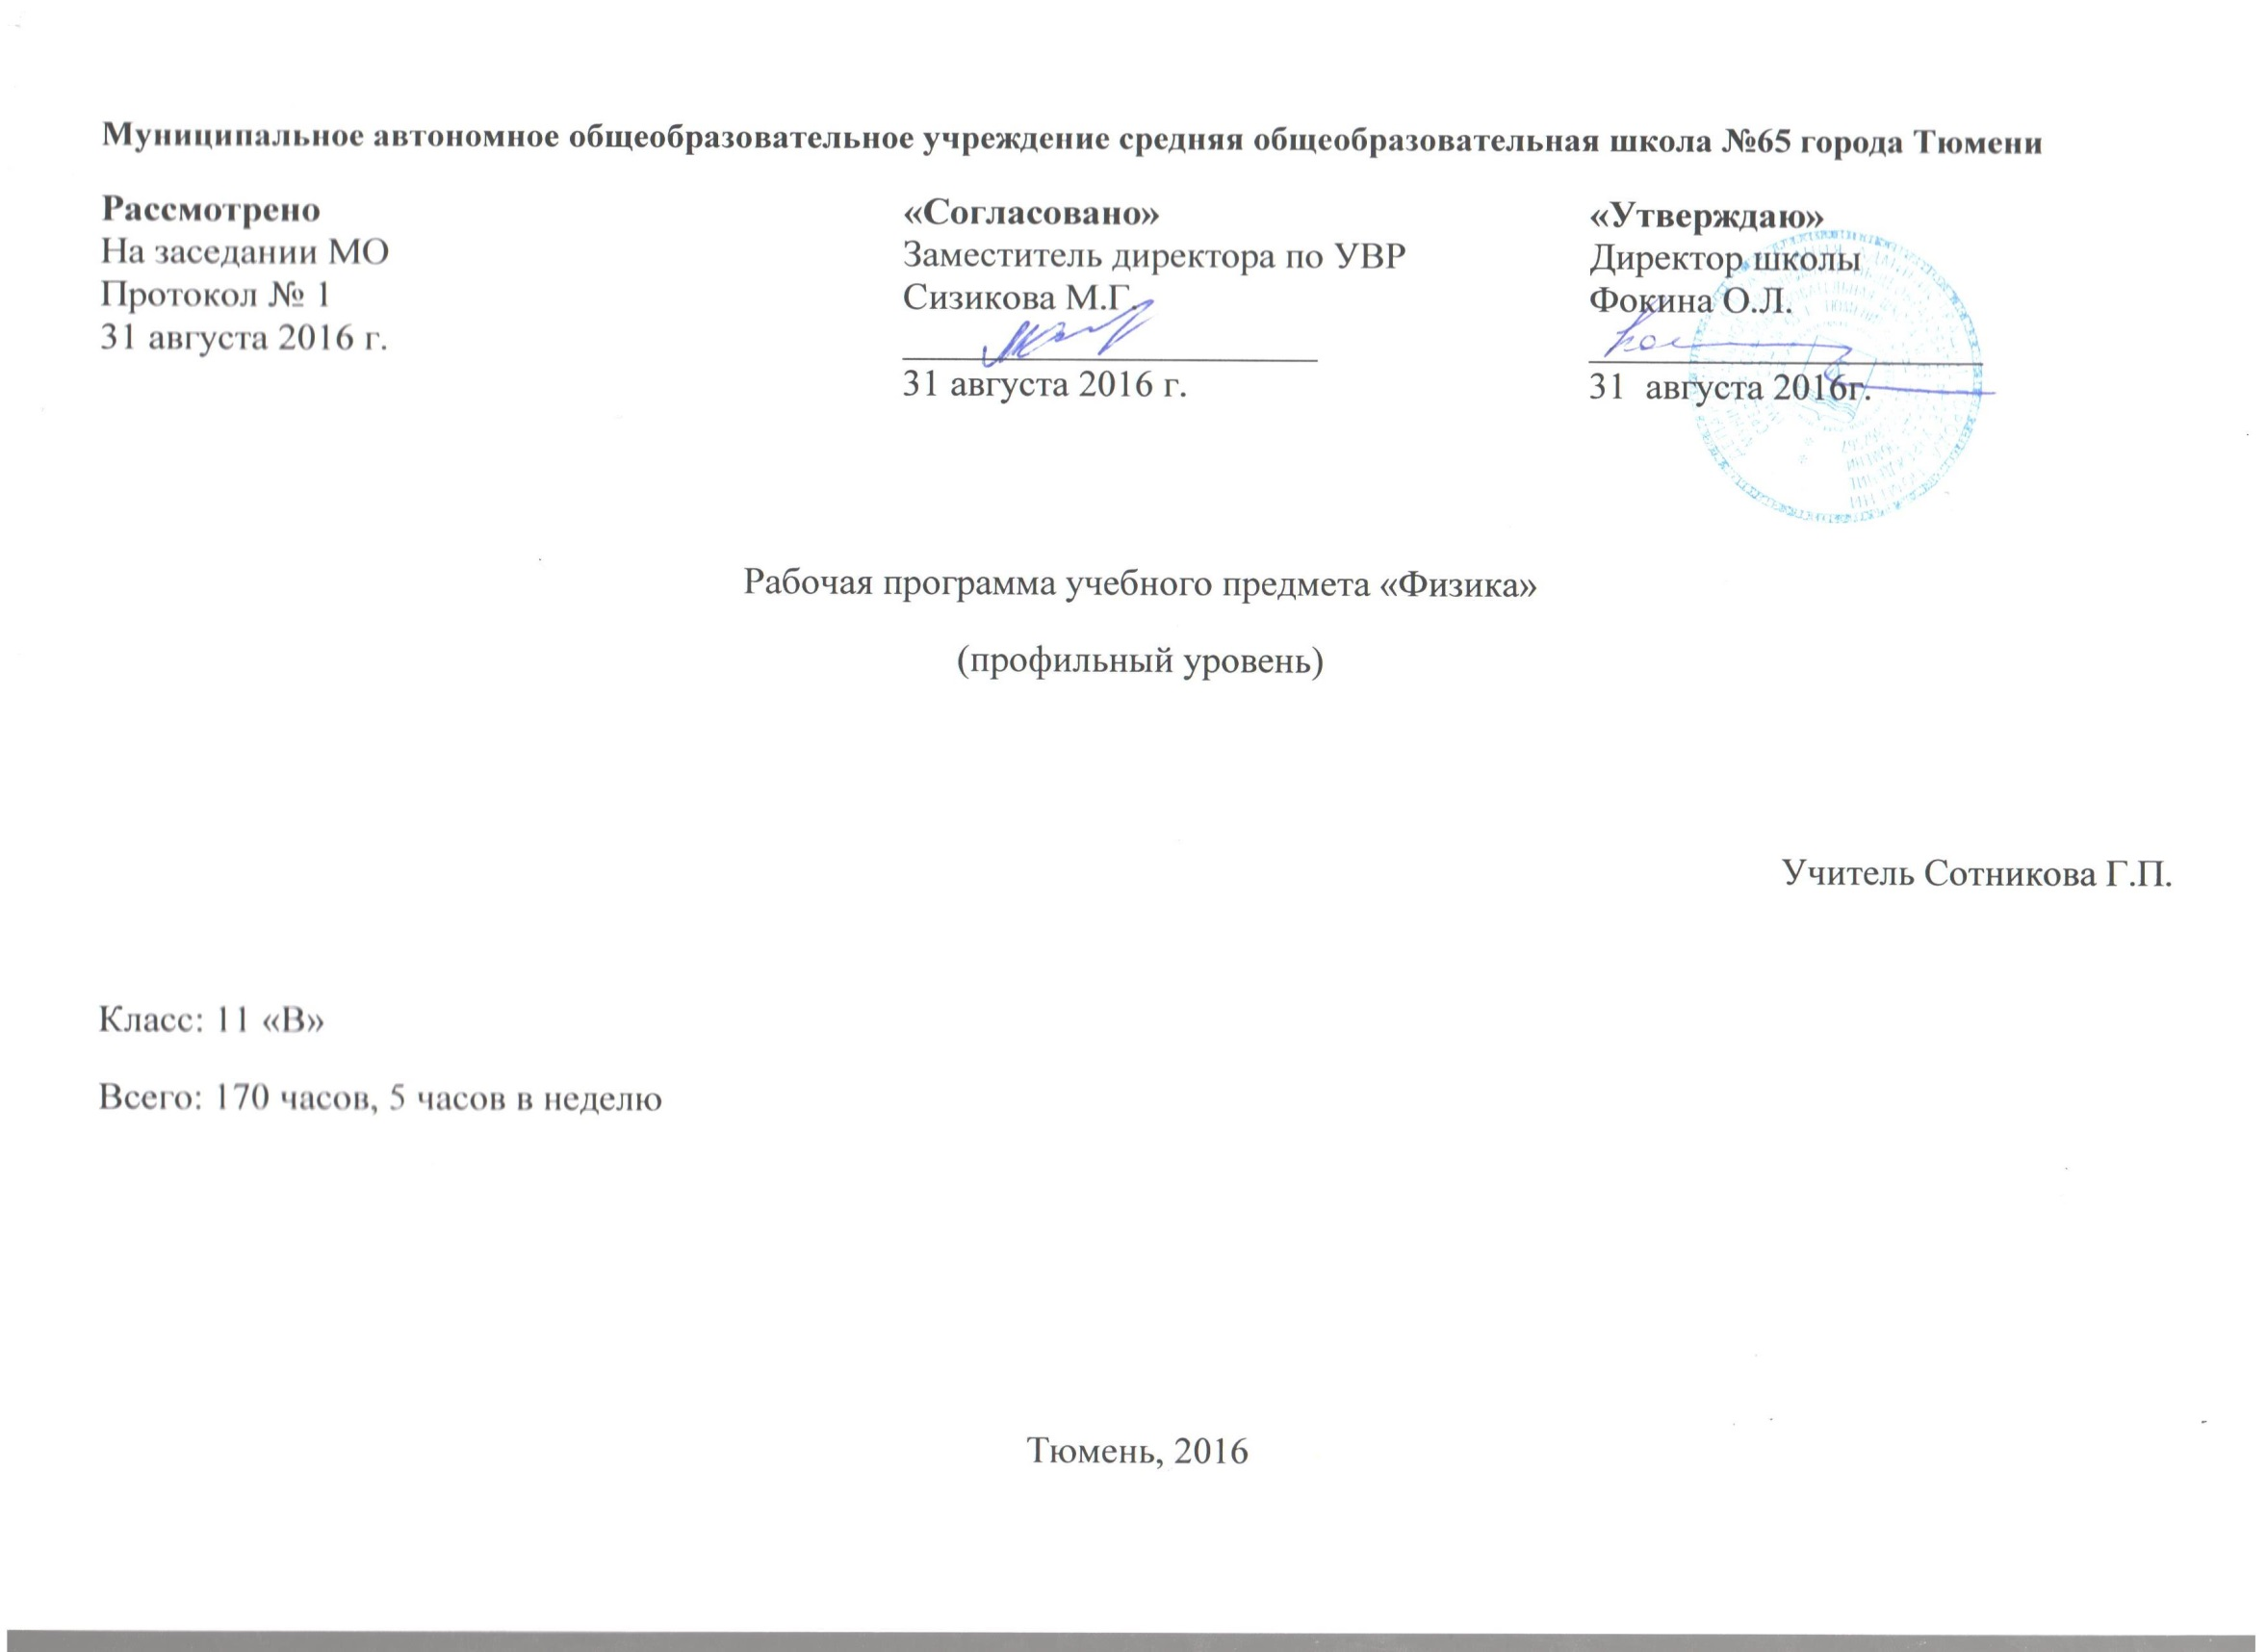 Муниципальное автономное общеобразовательное учреждение средняя общеобразовательная школа №65 города Тюмени
Рассмотрено
На заседании МО
Протокол № 1
31 августа 2016 г.
«Согласовано»
Заместитель директора по УВР
Сизикова М.Г.
31 августа 2016 г.
«Утверждаю»
Директор школы
Фокина О.Л.
31 августа 2016г.
Рабочая программа учебного предмета «Физика»
(профильный уровень)
Учитель Сотникова Г.П.
Класс: 11 «В»
Всего: 170 часов, 5 часов в неделю
Тюмень, 2016